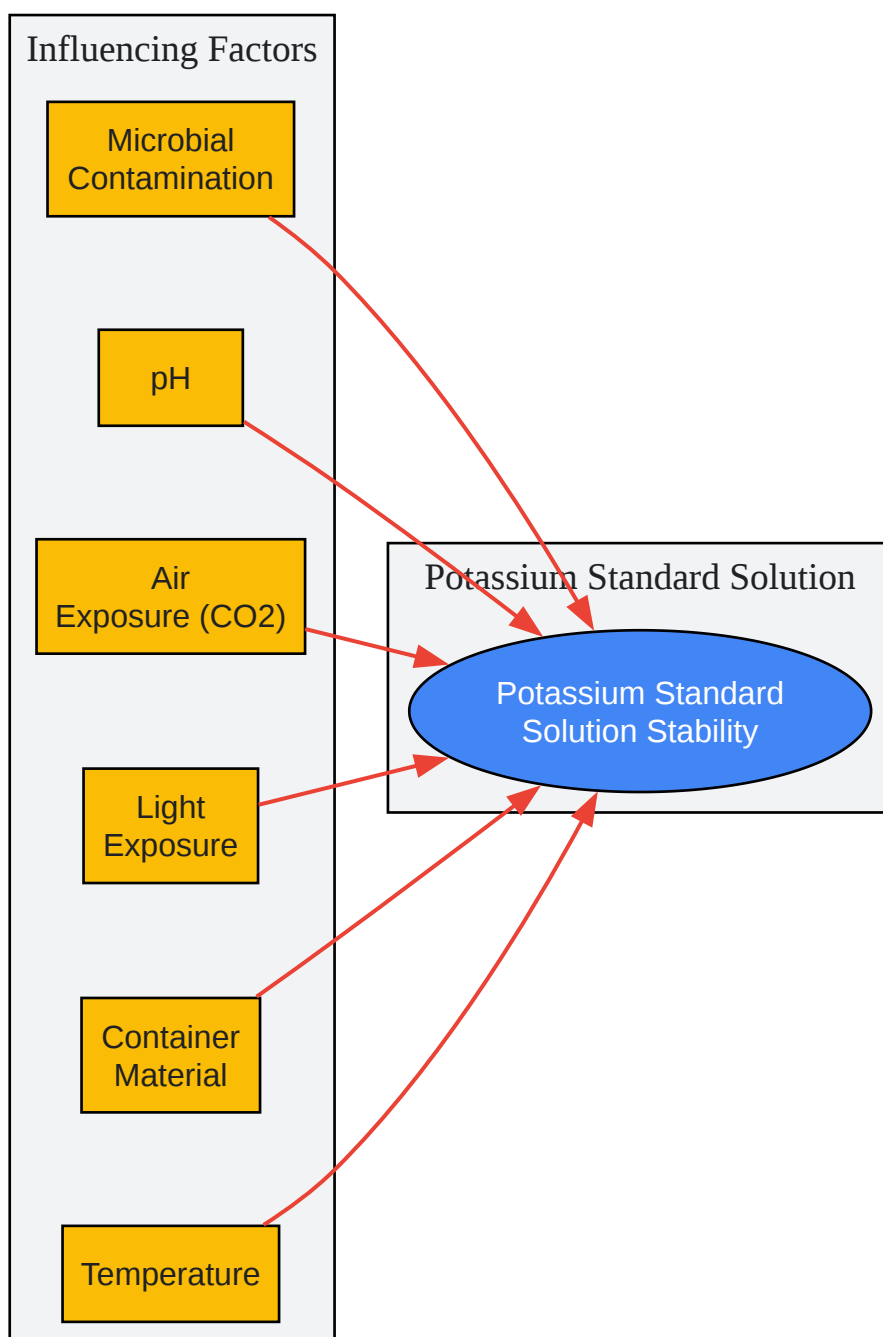 Influencing Factors
Microbial
Contamination
pH
Air
Exposure (CO2)
Light
Exposure
Container
Material
Temperature
Potassium Standard Solution
Potassium Standard
Solution Stability